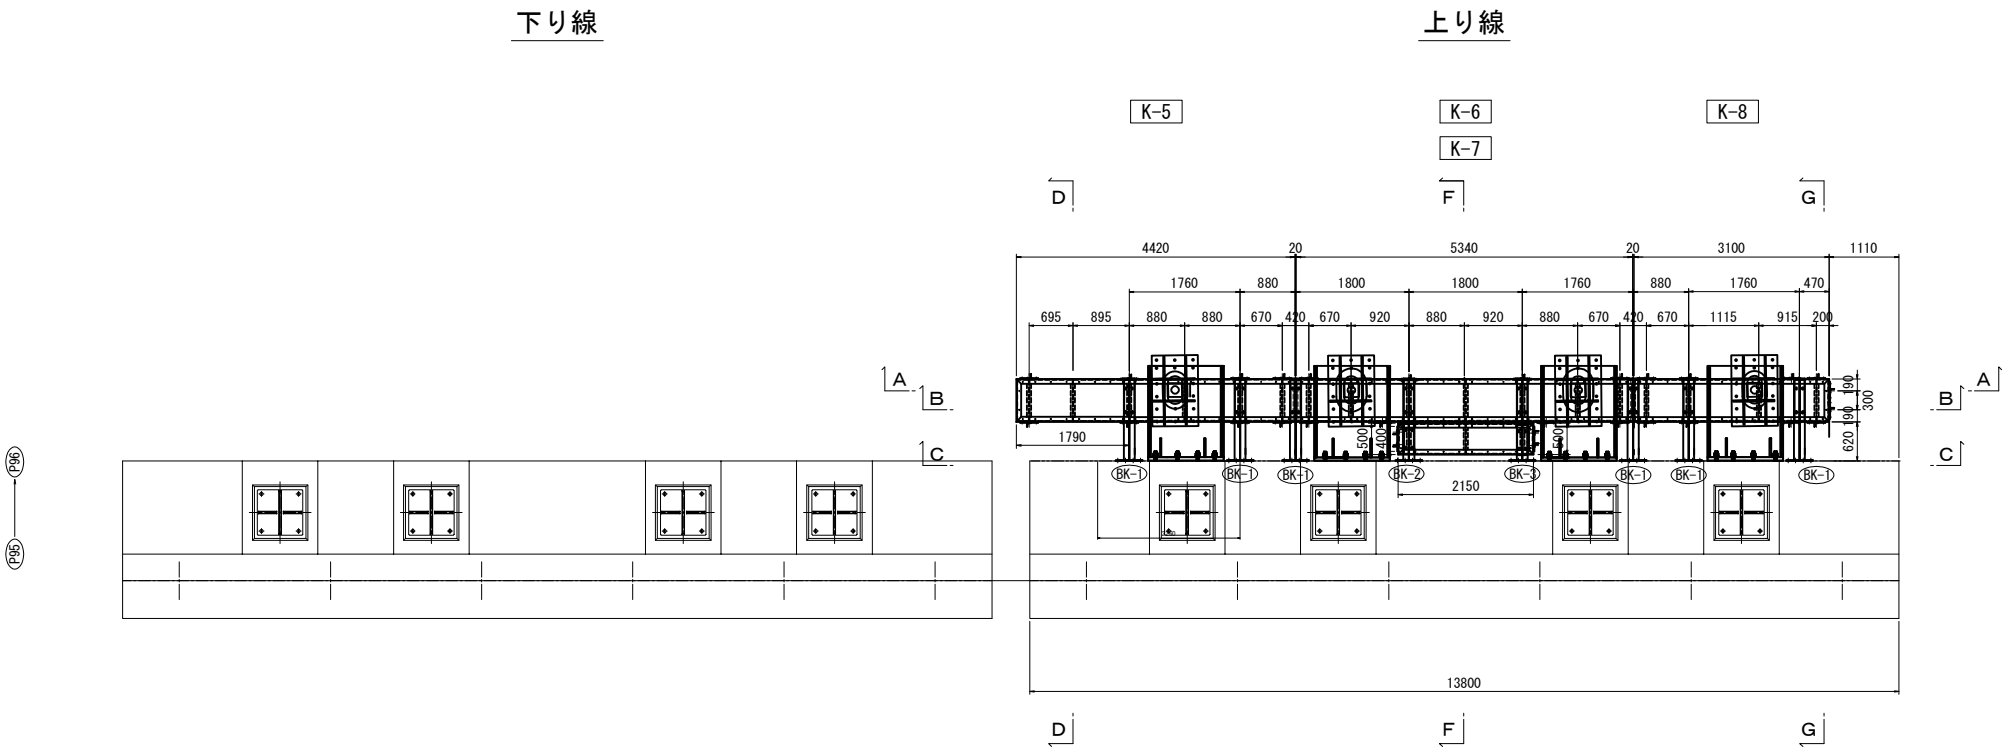 下り線 上り線
K-5 K-6 K-8
K-7
D F G
4420 20 5340 20 3100 1110
1760 880 1800 1800 1760 880 1760 470
695 895 880 880 670 420 670 920 880 920 880 670 420 670 1115 915 200
A A
B B
190
300
190
620
500 400 500
1790
C C
BK-1 BK-1 BK-1 BK-2 BK-3 BK-1 BK-1 BK-1
2150
P96
P95
13800
D F G